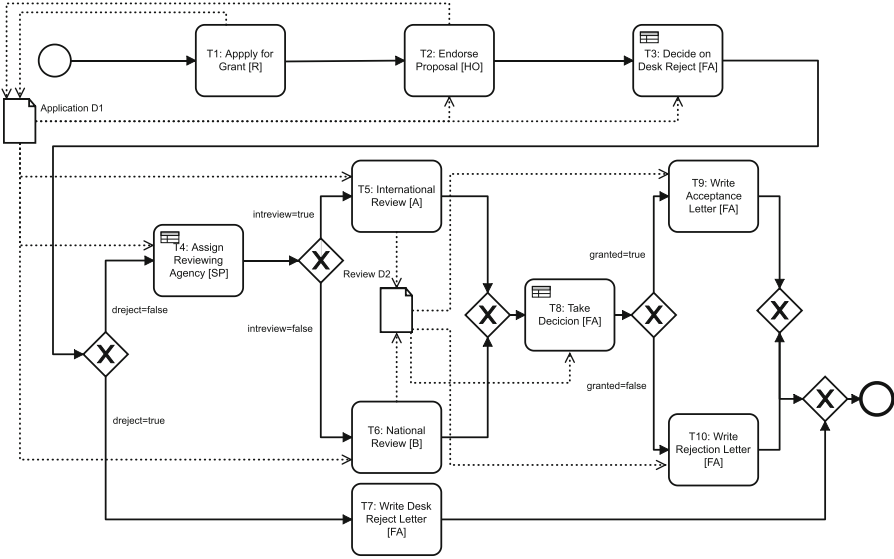 T1: Appply for
Grant [R]
T2: Endorse
Proposal [HO]
T3: Decide on
Desk Reject [FA]
Application D1
T5: International
Review [A]
T9: Write
Acceptance
Letter [FA]
intreview=true
T4: Assign
Reviewing
Agency [SP]
granted=true
Review D2
dreject=false
intreview=false
T8: Take
Decicion [FA]
granted=false
dreject=true
T6: National
Review [B]
T10: Write
Rejection Letter
[FA]
T7: Write Desk
Reject Letter
[FA]